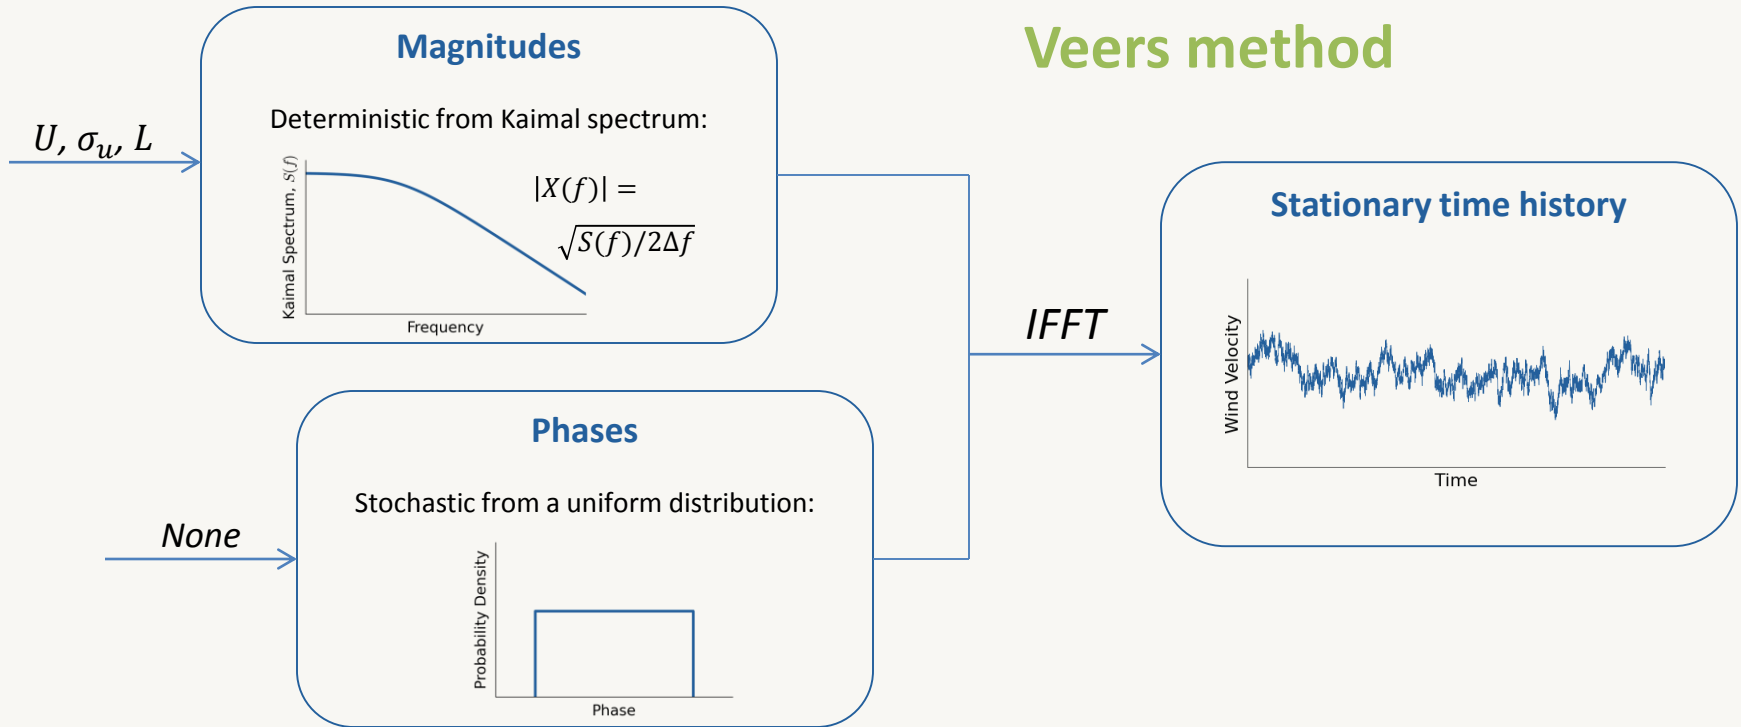 Veers method
Magnitudes
Deterministic from Kaimal spectrum:
U, σ_u, L
Kaimal Spectrum, S(f)
|X(f)| =
√S(f)/2Δf
Frequency
Phases
Stochastic from a uniform distribution:
None
Probability Density
Phase
IFFT
Stationary time history
Wind Velocity
Time